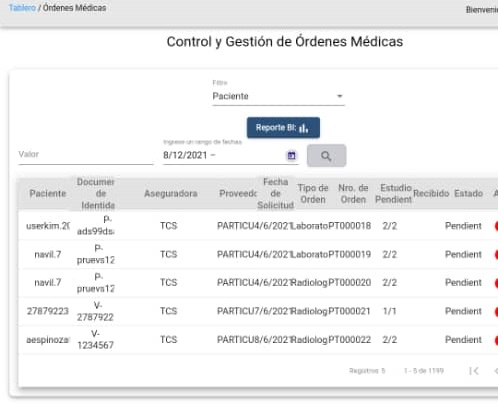 Tablero / Órdenes Médicas Bienveni
Control y Gestión de Órdenes Médicas
Filtro
Paciente
Reporte BI:
Ingrese un rango de fechas
Valor 8/12/2021 –
Paciente Documen de Identida Aseguradora Proveedc Fecha de Solicitud Tipo de Orden Nro. de Orden Estudio Pendient Recibido Estado A
userkim.20 P-ads99ds TCS PARTICU 4/6/2021 Laborato PT000018 2/2 Pendient
navil.7 P-pruevs12 TCS PARTICU 4/6/2021 Laborato PT000019 2/2 Pendient
navil.7 P-pruevs12 TCS PARTICU 4/6/2021 Radiolog PT000020 2/2 Pendient
27879223 V-2787922 TCS PARTICU 7/6/2021 Radiolog PT000021 1/1 Pendient
aespinoza V-1234567 TCS PARTICU 8/6/2021 Radiolog PT000022 2/2 Pendient
Registros 5 1 - 5 de 1199